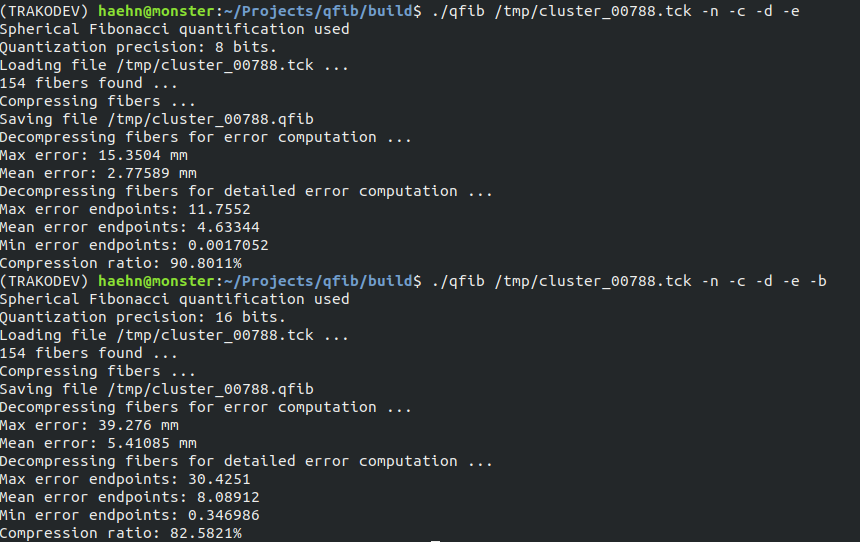 (TRAKODEV) haehn@monster:~/Projects/qfib/build$ ./qfib /tmp/cluster_00788.tck -n -c -d -e
Spherical Fibonacci quantification used
Quantization precision: 8 bits.
Loading file /tmp/cluster_00788.tck ...
154 fibers found ...
Compressing fibers ...
Saving file /tmp/cluster_00788.qfib
Decompressing fibers for error computation ...
Max error: 15.3504 mm
Mean error: 2.77589 mm
Decompressing fibers for detailed error computation ...
Max error endpoints: 11.7552
Mean error endpoints: 4.63344
Min error endpoints: 0.0017052
Compression ratio: 90.8011%
(TRAKODEV) haehn@monster:~/Projects/qfib/build$ ./qfib /tmp/cluster_00788.tck -n -c -d -e -b
Spherical Fibonacci quantification used
Quantization precision: 16 bits.
Loading file /tmp/cluster_00788.tck ...
154 fibers found ...
Compressing fibers ...
Saving file /tmp/cluster_00788.qfib
Decompressing fibers for error computation ...
Max error: 39.276 mm
Mean error: 5.41085 mm
Decompressing fibers for detailed error computation ...
Max error endpoints: 30.4251
Mean error endpoints: 8.08912
Min error endpoints: 0.346986
Compression ratio: 82.5821%